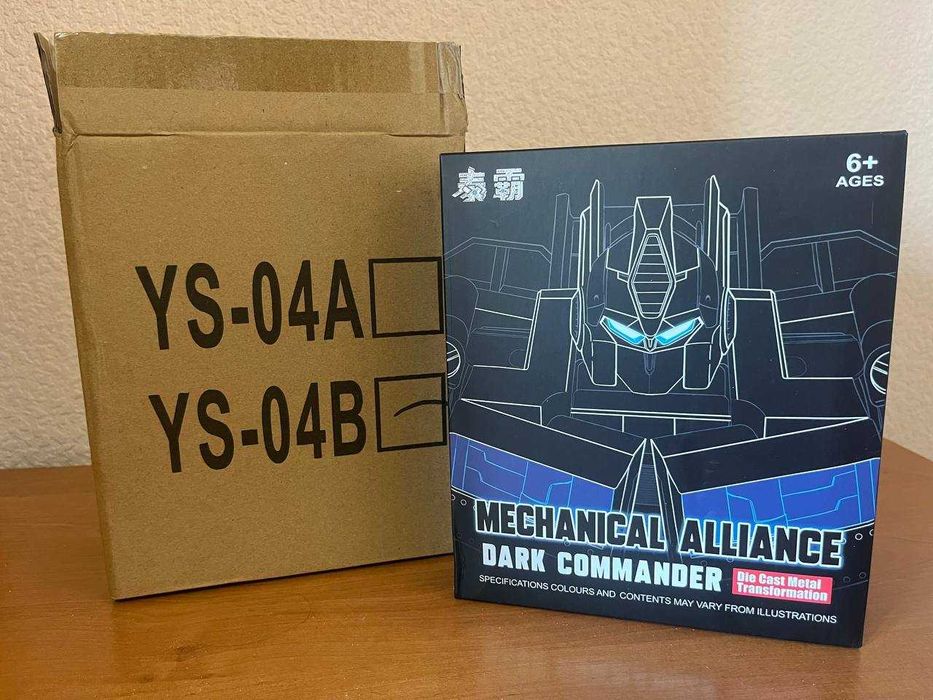 YS-04A
YS-04B
泰霸
6+
AGES
MECHANICAL ALLIANCE
DARK COMMANDER
Die Cast Metal
Transformation
SPECIFICATIONS COLOURS AND CONTENTS MAY VARY FROM ILLUSTRATIONS